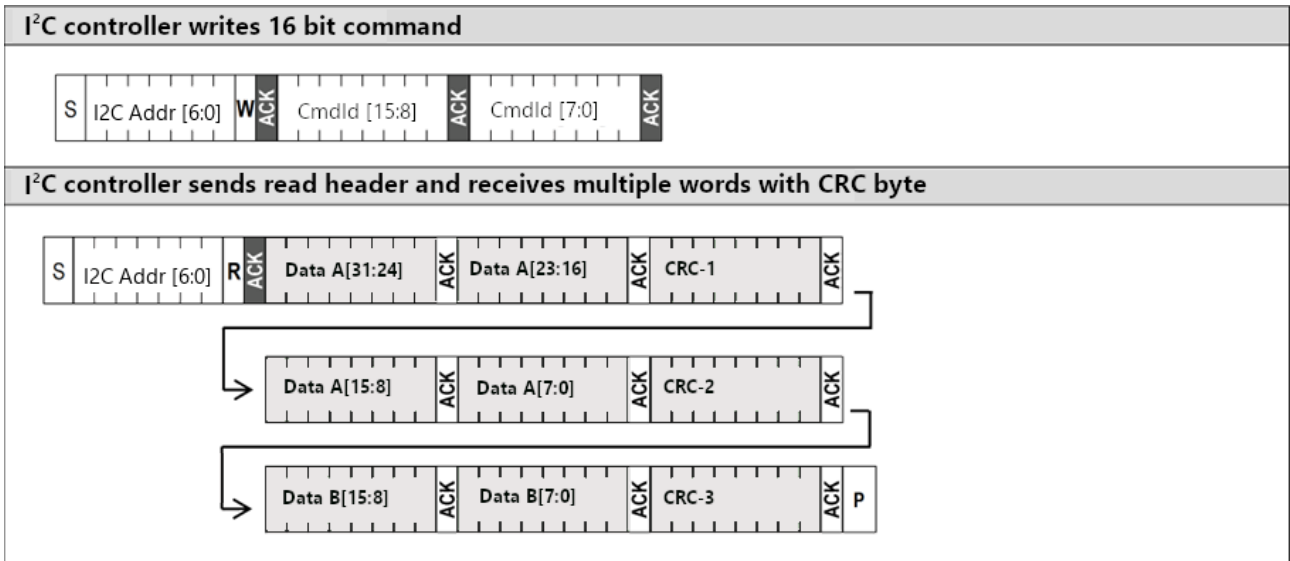 I²C controller writes 16 bit command
S I2C Addr [6:0] W ACK CmdId [15:8] ACK CmdId [7:0] ACK
I²C controller sends read header and receives multiple words with CRC byte
S I2C Addr [6:0] R ACK Data A[31:24] ACK Data A[23:16] ACK CRC-1 ACK
Data A[15:8] ACK Data A[7:0] ACK CRC-2 ACK
Data B[15:8] ACK Data B[7:0] ACK CRC-3 ACK P